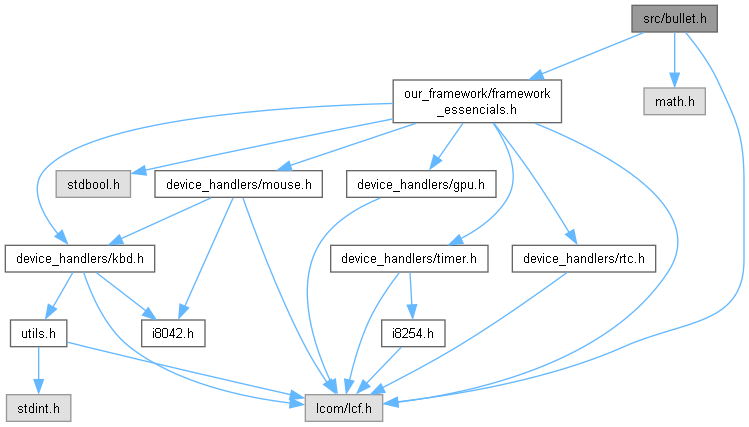 src/bullet.h
our_framework/framework
_essencials.h
math.h
stdbool.h
device_handlers/mouse.h
device_handlers/gpu.h
device_handlers/kbd.h
device_handlers/timer.h
device_handlers/rtc.h
utils.h
i8042.h
i8254.h
stdint.h
lcom/lcf.h